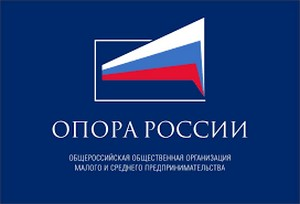 ОПОРА РОССИИ
ОБЩЕРОССИЙСКАЯ ОБЩЕСТВЕННАЯ ОРГАНИЗАЦИЯ
МАЛОГО И СРЕДНЕГО ПРЕДПРИНИМАТЕЛЬСТВА